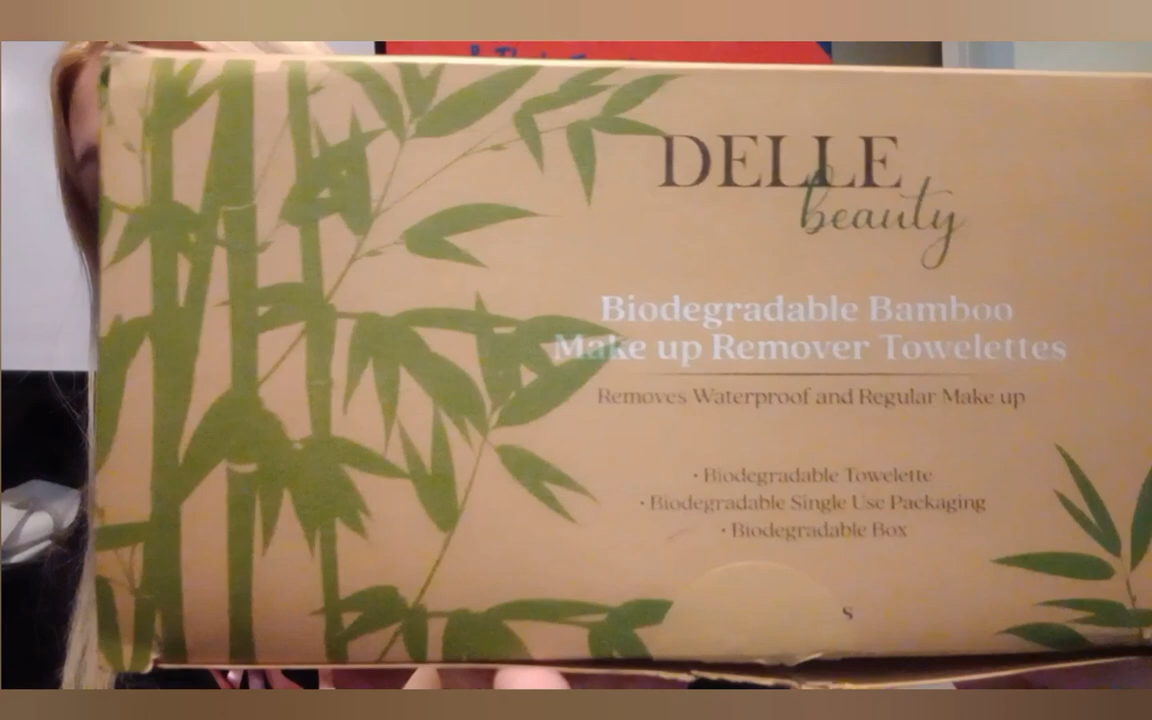 DELLE
beauty
Biodegradable Bamboo
Make up Remover Towelettes
Removes Waterproof and Regular Make up
• Biodegradable Towelette
• Biodegradable Single Use Packaging
• Biodegradable Box
s